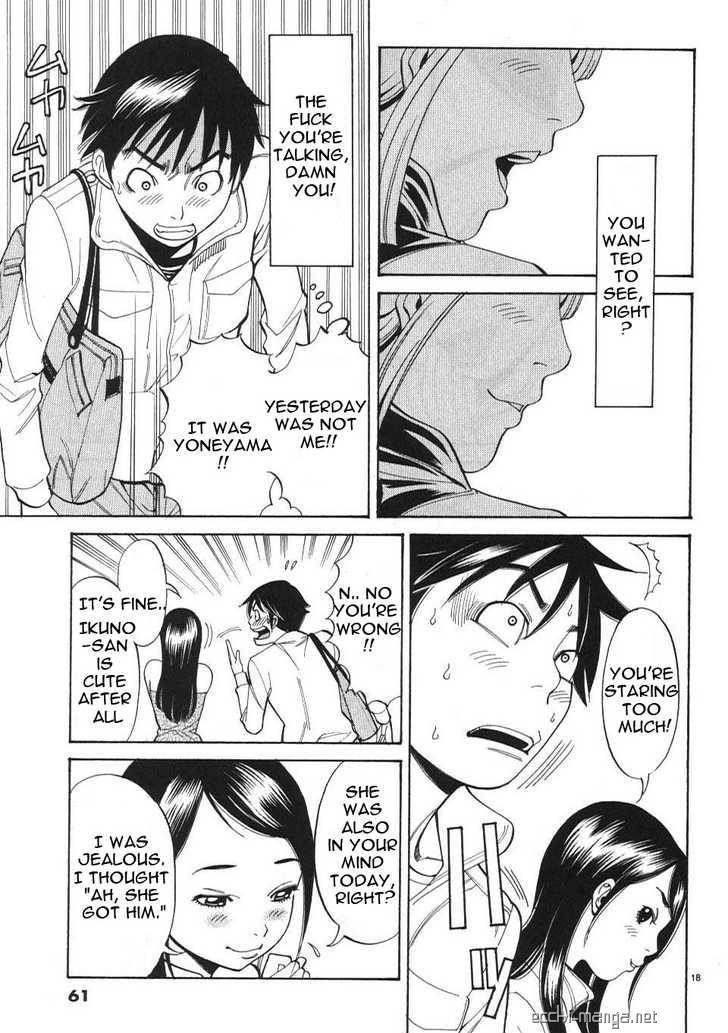 YOU
WAN-
TED
TO
SEE,
RIGHT
?
THE
FUCK
YOU'RE
TALKING,
DAMN
YOU!
YESTERDAY
WAS NOT
ME!!
IT WAS
YONEYAMA
!!
YOU'RE
STARING
TOO
MUCH!
N.. NO
YOU'RE
WRONG
!!
IT'S FINE..
IKUNO
-SAN
IS
CUTE
AFTER
ALL
SHE
WAS
ALSO
IN YOUR
MIND
TODAY,
RIGHT?
I WAS
JEALOUS.
I THOUGHT
"AH, SHE
GOT HIM."
61
18
ecchi-manga.net